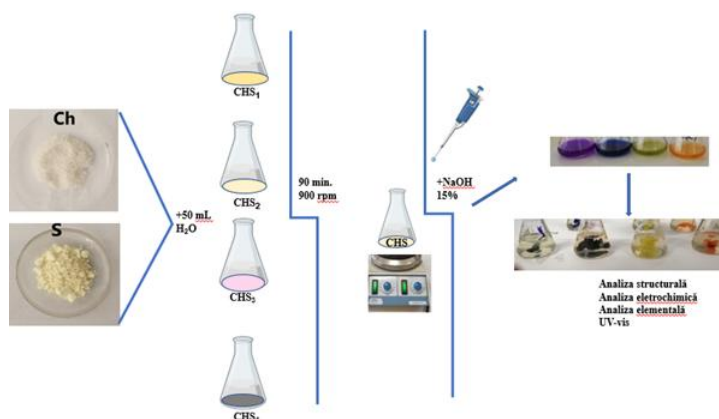 Ch
S
+50 mL
H₂O
CHS₁
CHS₂
CHS₃
90 min.
900 rpm
CHS
+NaOH
15%
Analiza structurală
Analiza eletrochimică
Analiza elementală
UV-vis